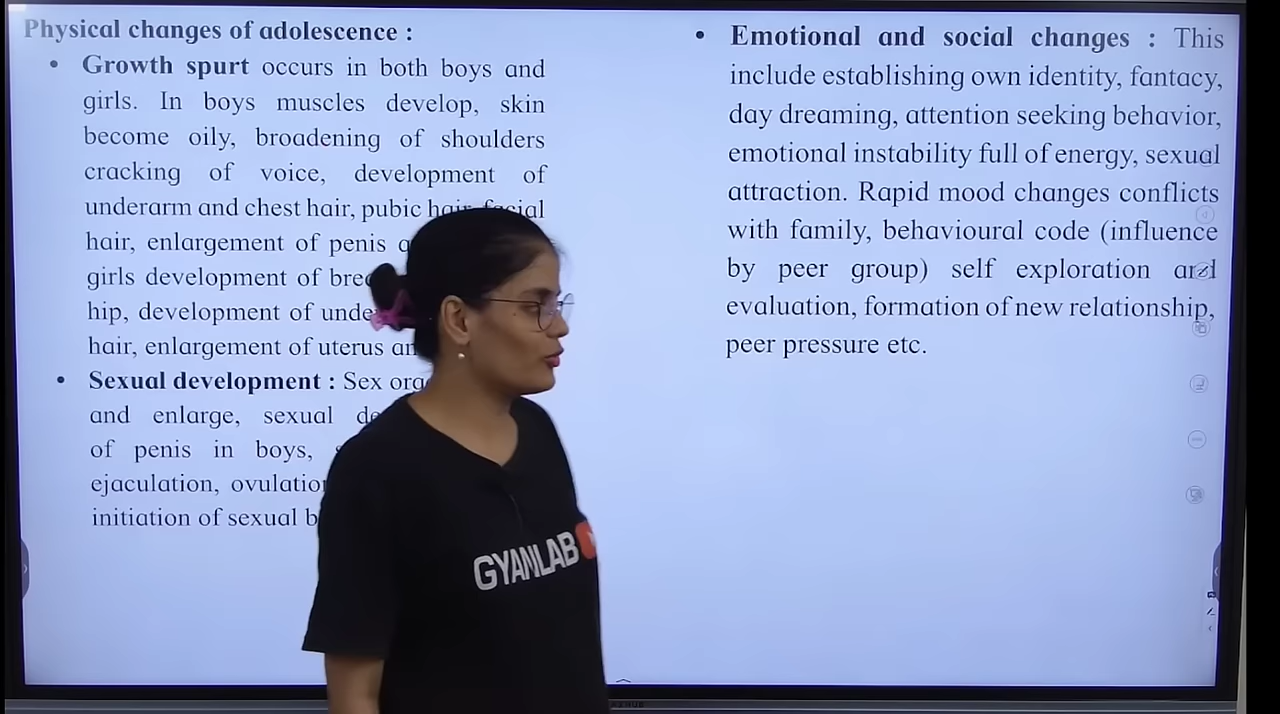 Physical changes of adolescence :
• Growth spurt occurs in both boys and
girls. In boys muscles develop, skin
become oily, broadening of shoulders
cracking of voice, development of
underarm and chest hair, pubic hair, facial
hair, enlargement of penis
girls development of
hip, development of
hair, enlargement of uterus
• Sexual development : Sex
and enlarge, sexual
of penis in boys,
ejaculation,
initiation of sexual
• Emotional and social changes : This
include establishing own identity, fantacy,
day dreaming, attention seeking behavior,
emotional instability full of energy, sexual
attraction. Rapid mood changes conflicts
with family, behavioural code (influence
by peer group) self exploration and
evaluation, formation of new relationship,
peer pressure etc.
GYANLAB